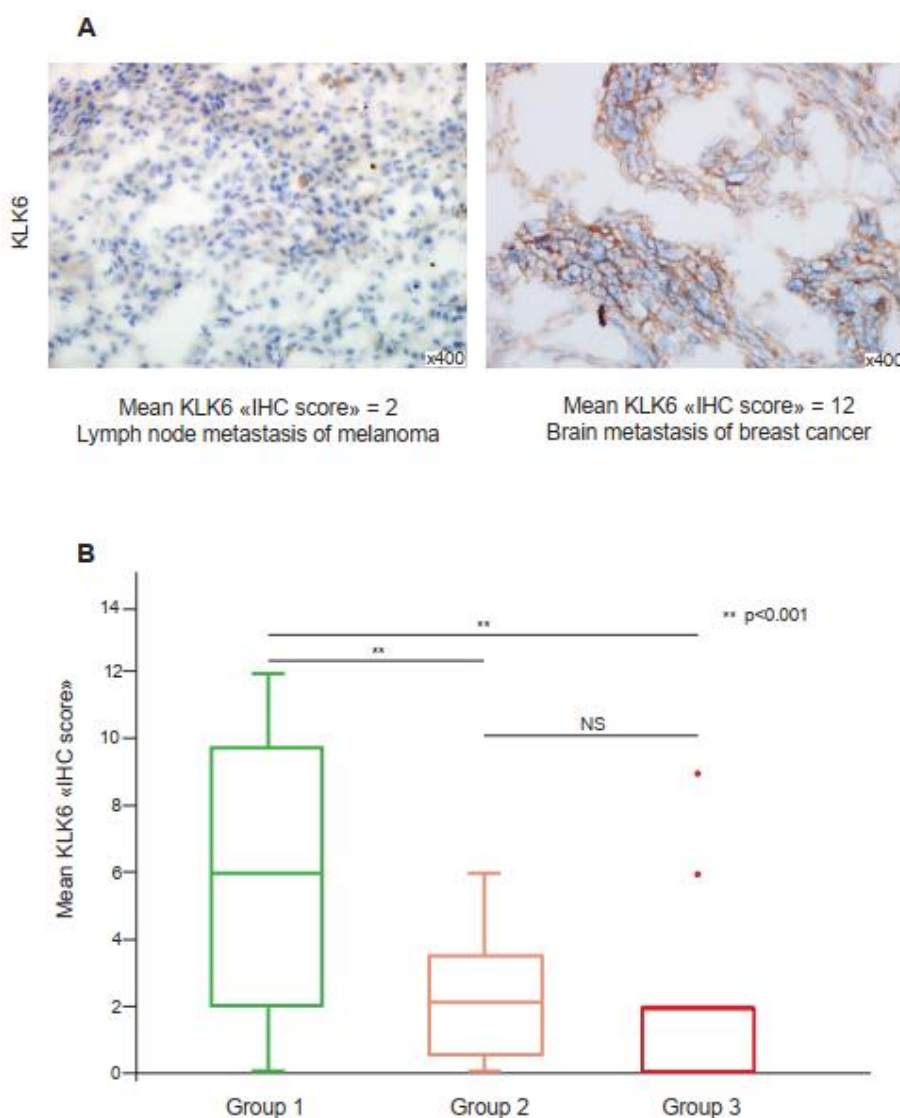 A
KLK6
x400
x400
Mean KLK6 «IHC score» = 2
Lymph node metastasis of melanoma
Mean KLK6 «IHC score» = 12
Brain metastasis of breast cancer
B
Mean KLK6 «IHC score»
14
12
10
8
6
4
2
0
** p<0.001
**
**
NS
Group 1
Group 2
Group 3